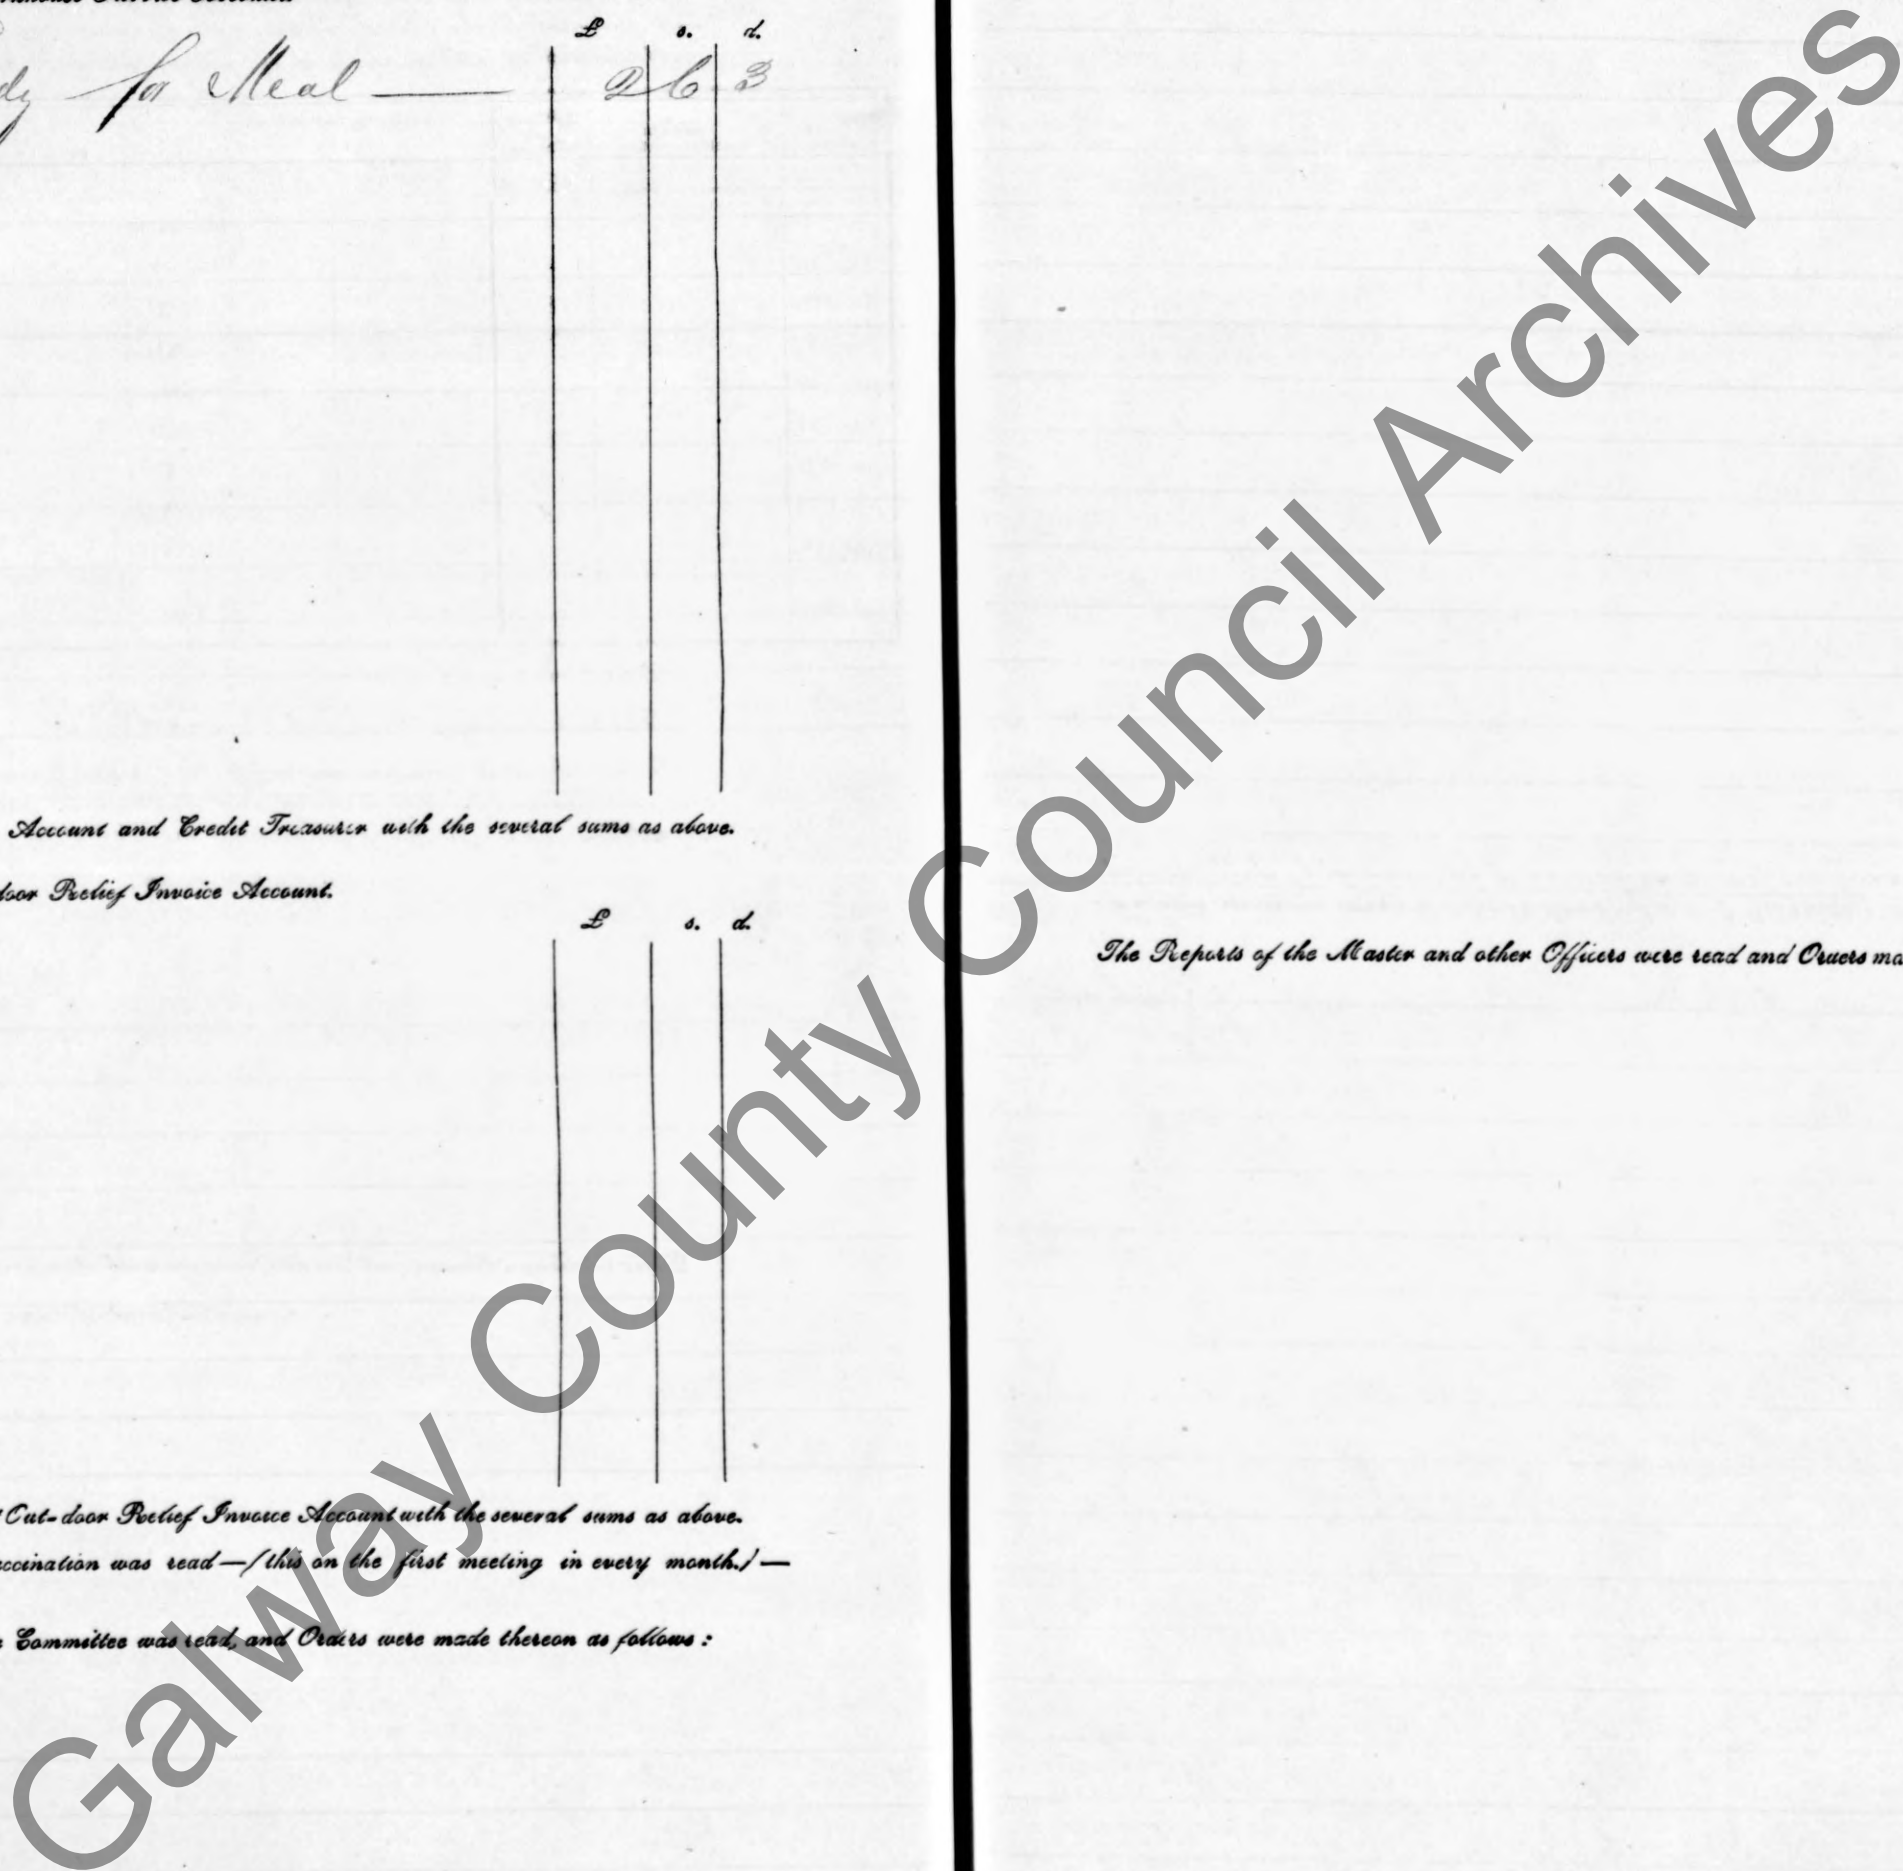 £ s. d.
for Meal — 2 6 3
Account and Credit Treasurer with the several sums as above.
door Relief Invoice Account.
£ s. d.
Out-door Relief Invoice Account with the several sums as above.
ccination was read—(this on the first meeting in every month.)—
Committee was read, and Orders were made thereon as follows:
The Reports of the Master and other Officers were read and Orders ma
Galway County Council Archives